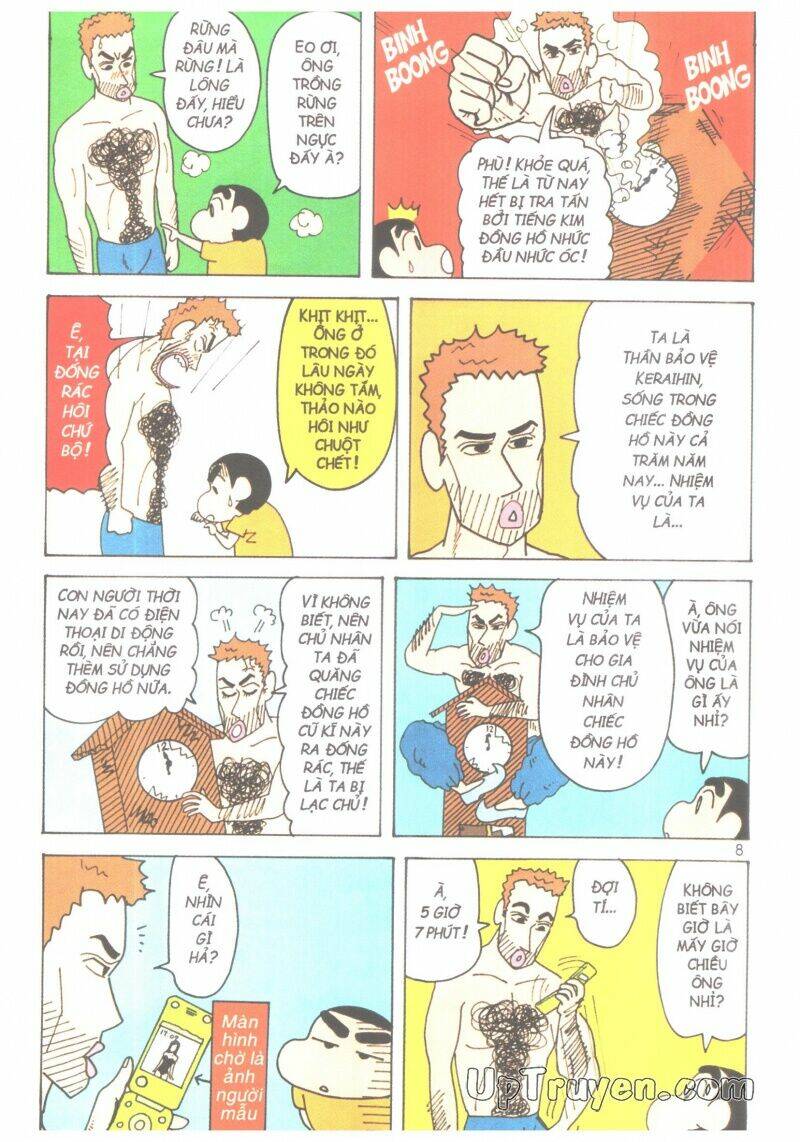 BINH
BOONG
BINH
BOONG
PHÙ! KHỎE QUÁ,
THẾ LÀ TỪ NAY
HẾT BỊ TRA TẤN
BỞI TIẾNG KIM
ĐỒNG HỒ NHỨC
ĐẦU NHỨC ÓC!
EO ƠI,
ÔNG
TRỒNG
RỪNG
TRÊN
NGỰC
ĐẤY À?
RỪNG
ĐÂU MÀ
RỪNG! LÀ
LÔNG
ĐẤY, HIỂU
CHƯA?
TA LÀ
THẦN BẢO VỆ
KERAIHIN,
SỐNG TRONG
CHIẾC ĐỒNG
HỒ NÀY CẢ
TRĂM NĂM
NAY... NHIỆM
VỤ CỦA TA
LÀ...
KHỊT KHỊT...
ÔNG Ở
TRONG ĐÓ
LÂU NGÀY
KHÔNG TẮM,
THẢO NÀO
HÔI NHƯ
CHUỘT
CHẾT!
Ê,
TẠI
ĐỐNG
RÁC
HÔI
CHỨ
BỘ!
À, ÔNG
VỪA NÓI
NHIỆM
VỤ CỦA
ÔNG LÀ
GÌ ẤY
NHỈ?
NHIỆM
VỤ CỦA TA
LÀ BẢO VỆ
CHO GIA
ĐÌNH CHỦ
NHÂN
CHIẾC
ĐỒNG HỒ
NÀY!
12
VÌ KHÔNG
BIẾT, NÊN
CHỦ NHÂN
TA ĐÃ
QUĂNG
CHIẾC
ĐỒNG HỒ
CŨ KĨ NÀY
RA ĐỐNG
RÁC, THẾ
LÀ TA BỊ
LẠC CHỦ!
CON NGƯỜI THỜI
NAY ĐÃ CÓ ĐIỆN
THOẠI DI ĐỘNG
RỒI, NÊN CHẲNG
THÈM SỬ DỤNG
ĐỒNG HỒ NỮA.
12
8
KHÔNG
BIẾT BÂY
GIỜ LÀ
MẤY GIỜ
CHIỀU
ÔNG
NHỈ?
ĐỢI
TÍ...
À,
5 GIỜ
7 PHÚT!
Ê,
NHÌN
CÁI
GÌ
HẢ?
17:07
Màn
hình
chờ là
ảnh
người
mẫu
UpTruyen.com